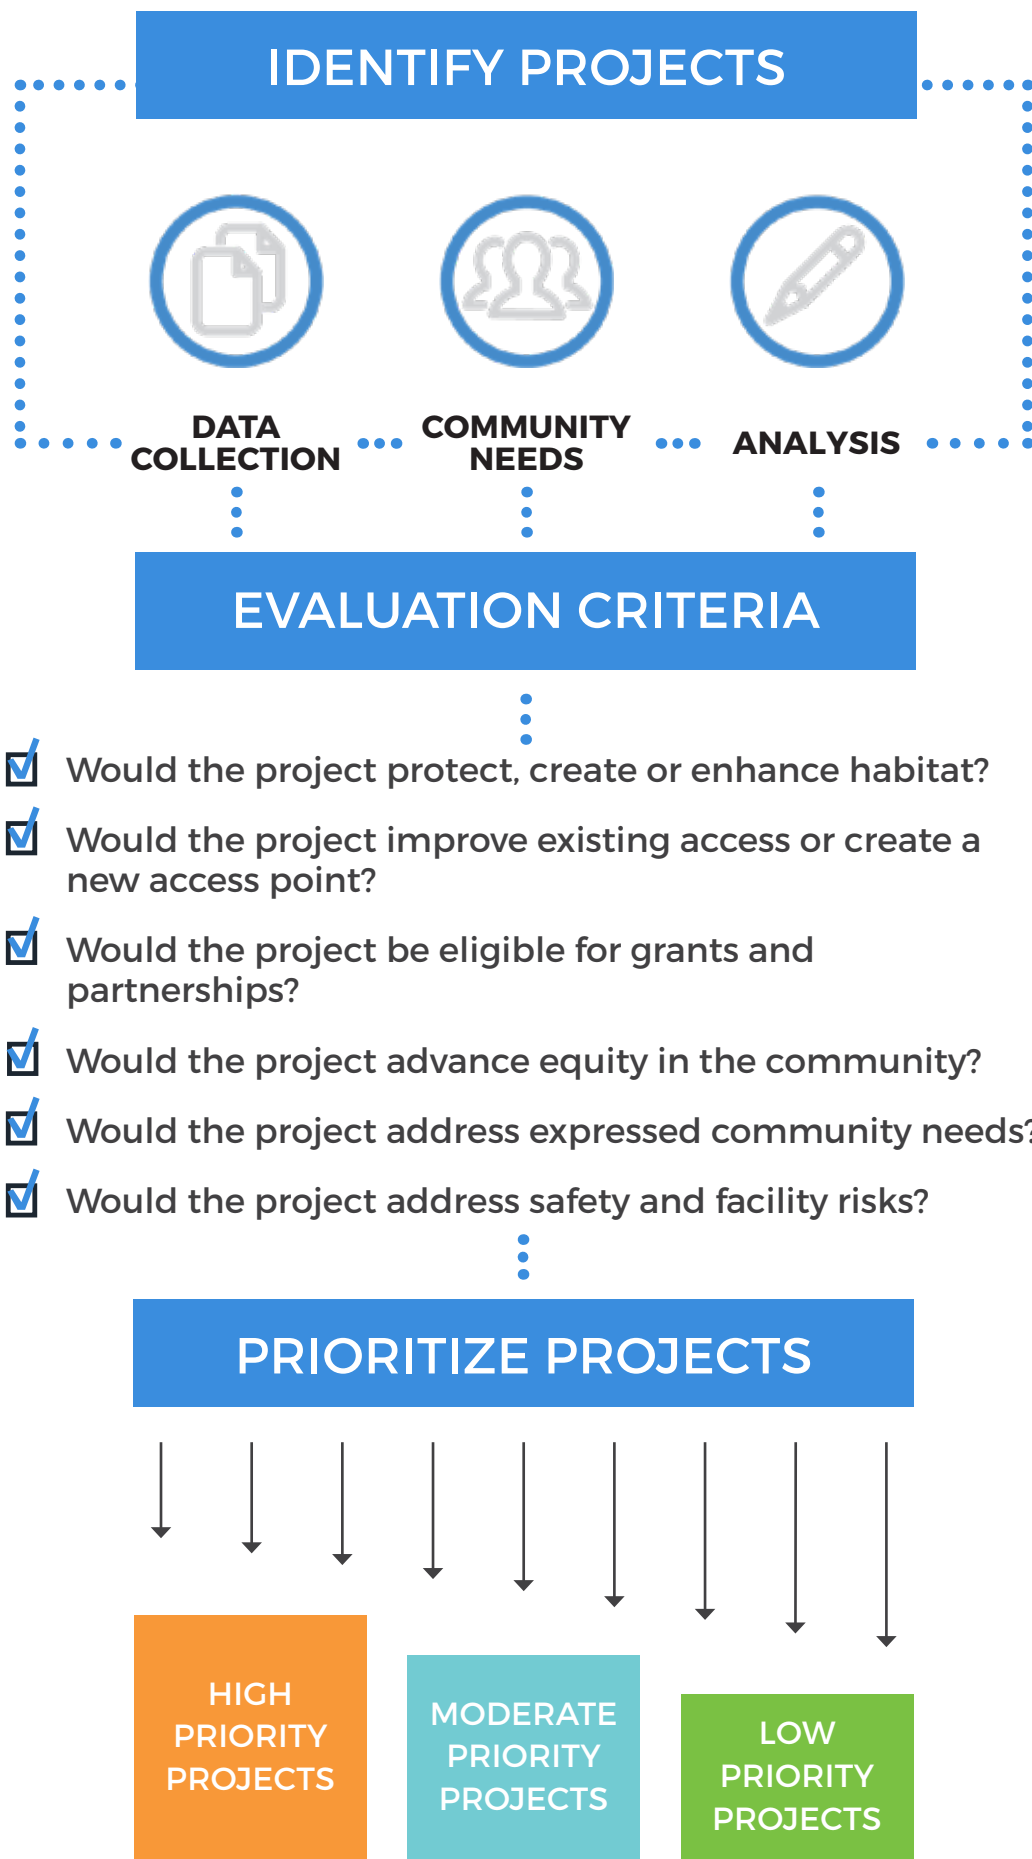 IDENTIFY PROJECTS
DATA
COLLECTION
COMMUNITY
NEEDS
ANALYSIS
EVALUATION CRITERIA
Would the project protect, create or enhance habitat?
Would the project improve existing access or create a
new access point?
Would the project be eligible for grants and
partnerships?
Would the project advance equity in the community?
Would the project address expressed community needs?
Would the project address safety and facility risks?
PRIORITIZE PROJECTS
HIGH
PRIORITY
PROJECTS
MODERATE
PRIORITY
PROJECTS
LOW
PRIORITY
PROJECTS